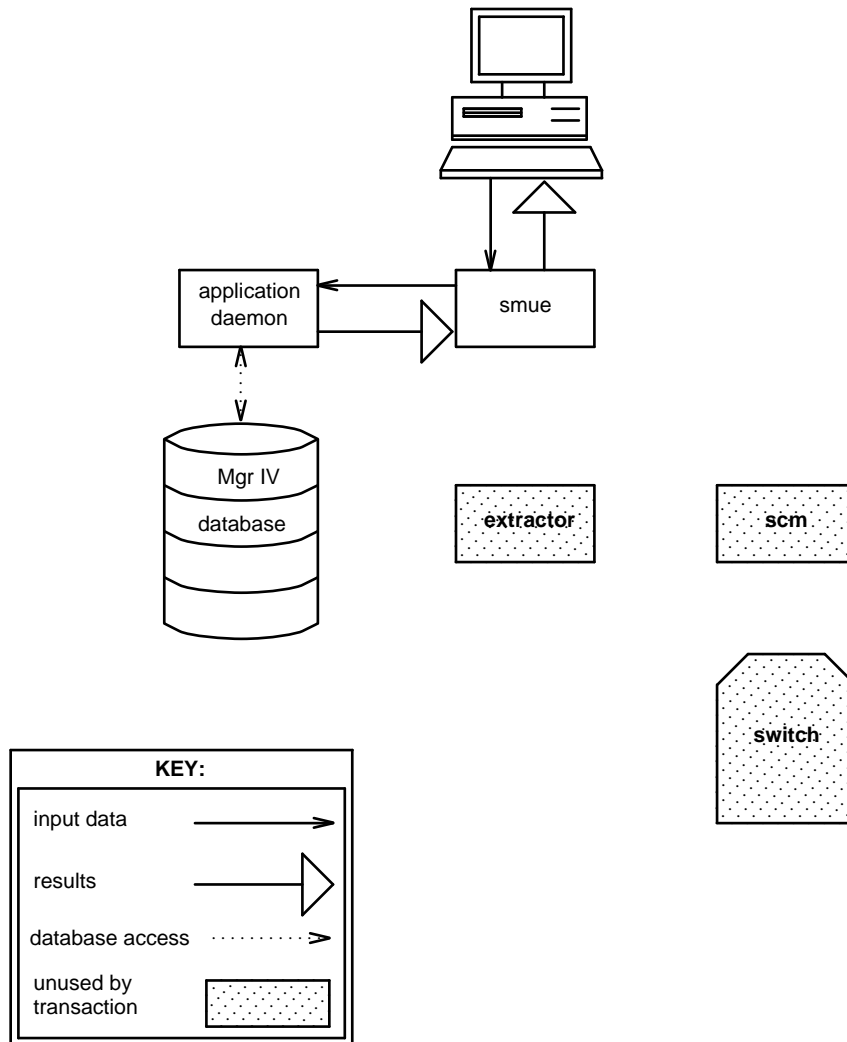 application
daemon
smue
Mgr IV
database
extractor
scm
switch
KEY:
input data
results
database access
unused by
transaction